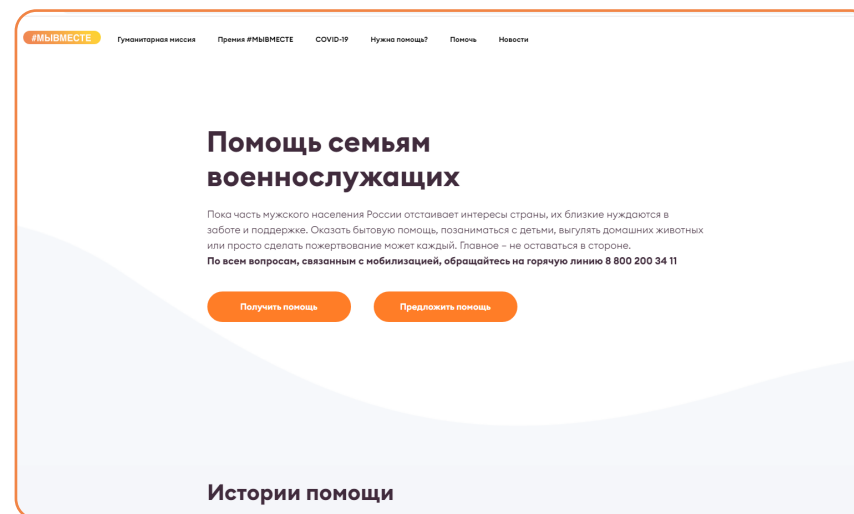 #МЫВМЕСТЕ Гуманитарная миссия Премия #МЫВМЕСТЕ COVID-19 Нужна помощь? Помочь Новости
Помощь семьям
военнослужащих
Пока часть мужского населения России отстаивает интересы страны, их близкие нуждаются в
заботе и поддержке. Оказать бытовую помощь, позаниматься с детьми, выгулять домашних животных
или просто сделать пожертвование может каждый. Главное – не оставаться в стороне.
По всем вопросам, связанным с мобилизацией, обращайтесь на горячую линию 8 800 200 34 11
Получить помощь Предложить помощь
Истории помощи